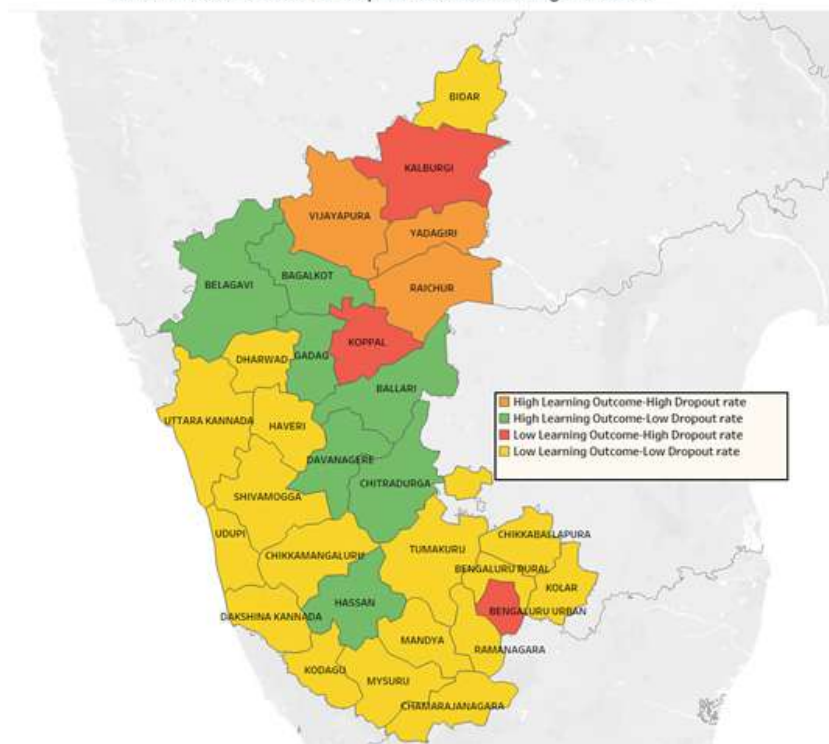 BIDAR
KALBURGI
VIJAYAPURA
YADAGIRI
RAICHUR
BAGALKOT
BELAGAVI
KOPPAL
GADAG
DHARWAD
BALLARI
High Learning Outcome-High Dropout rate
High Learning Outcome-Low Dropout rate
Low Learning Outcome-High Dropout rate
Low Learning Outcome-Low Dropout rate
UTTARA KANNADA
HAVERI
DAVANAGERE
CHITRADURGA
SHIVAMOGGA
UDUPI
CHIKKABALLAPURA
TUMAKURU
CHIKKAMANGALURU
BENGALURU RURAL
KOLAR
HASSAN
BENGALURU URBAN
DAKSHINA KANNADA
MANDYA
RAMANAGARA
KODAGU
MYSURU
CHAMARAJANAGARA